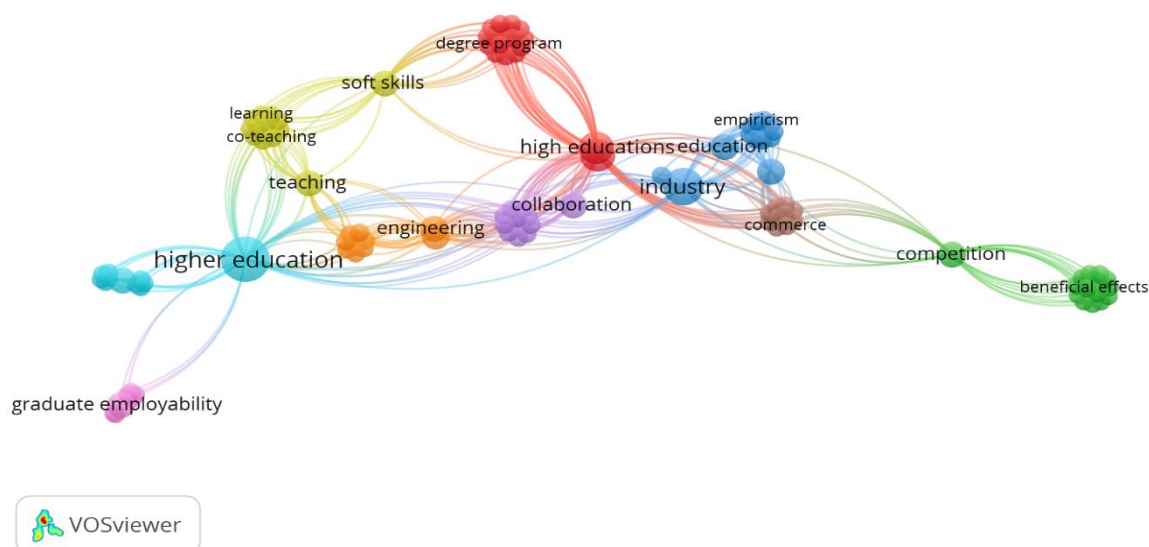 degree program
soft skills
learning
co-teaching
empiricism
high educations
education
teaching
industry
collaboration
commerce
engineering
competition
higher education
beneficial effects
graduate employability
VOSviewer